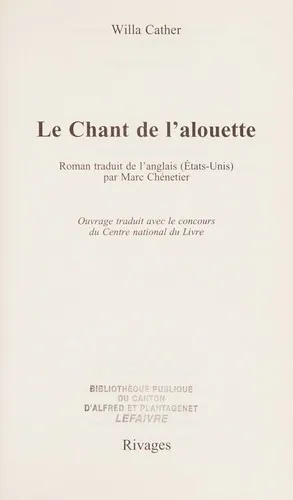 Willa Cather
Le Chant de l'alouette
Roman traduit de l'anglais (États-Unis)
par Marc Chénetier
Ouvrage traduit avec le concours
du Centre national du Livre
BIBLIOTHÈQUE PUBLIQUE
DU CANTON
D'ALFRED ET PLANTAGENET
LEFAIVRE
Rivages